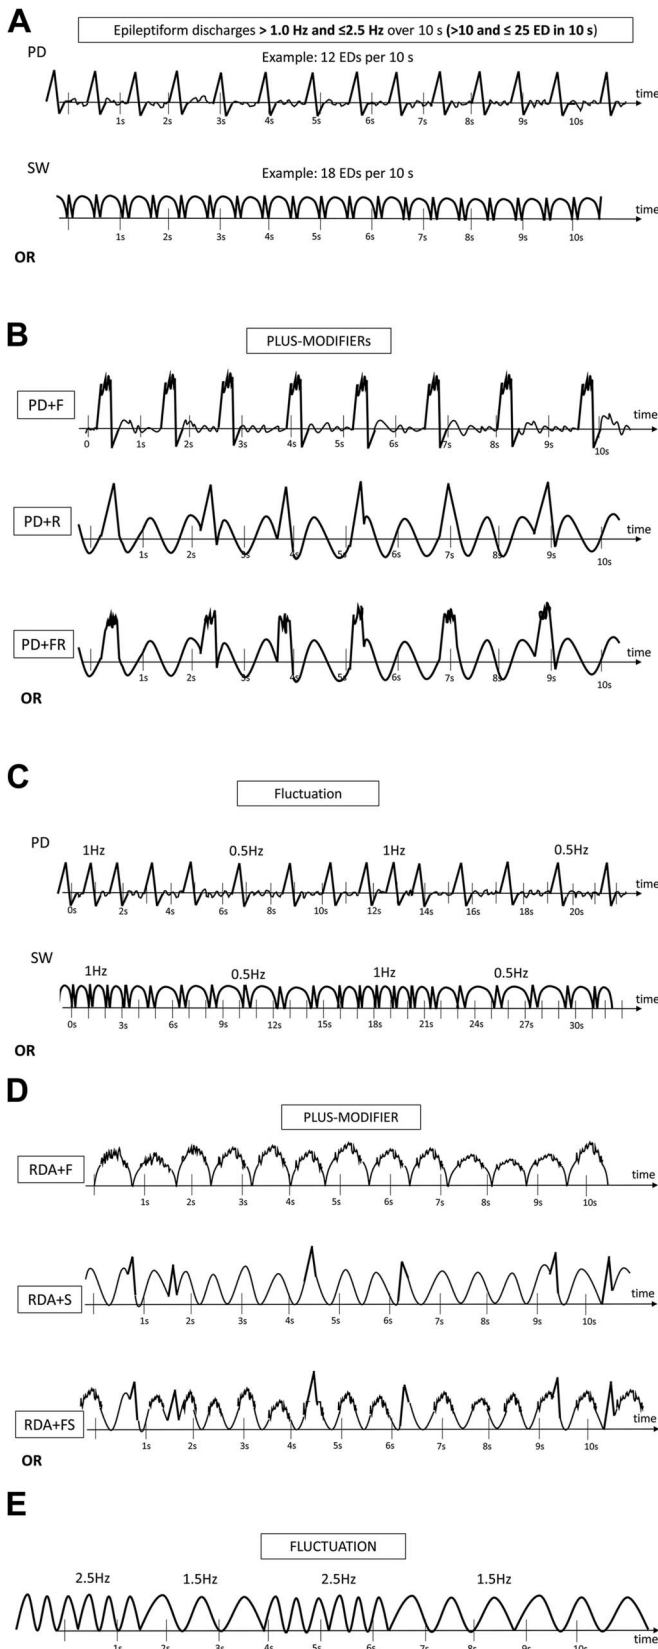 A
Epileptiform discharges > 1.0 Hz and ≤2.5 Hz over 10 s (>10 and ≤ 25 ED in 10 s)
PD
Example: 12 EDs per 10 s
time
1s 2s 3s 4s 5s 6s 7s 8s 9s 10s
SW
Example: 18 EDs per 10 s
time
1s 2s 3s 4s 5s 6s 7s 8s 9s 10s
OR
B
PLUS-MODIFIERs
PD+F
time
0 1s 2s 3s 4s 5s 6s 7s 8s 9s 10s
PD+R
time
1s 2s 3s 4s 5s 6s 7s 8s 9s 10s
PD+FR
time
1s 2s 3s 4s 5s 6s 7s 8s 9s 10s
OR
C
Fluctuation
PD
1Hz 0.5Hz 1Hz 0.5Hz
time
0s 2s 4s 6s 8s 10s 12s 14s 16s 18s 20s
SW
1Hz 0.5Hz 1Hz 0.5Hz
time
0s 3s 6s 9s 12s 15s 18s 21s 24s 27s 30s
OR
D
PLUS-MODIFIER
RDA+F
time
1s 2s 3s 4s 5s 6s 7s 8s 9s 10s
RDA+S
time
1s 2s 3s 4s 5s 6s 7s 8s 9s 10s
RDA+FS
time
1s 2s 3s 4s 5s 6s 7s 8s 9s 10s
OR
E
FLUCTUATION
2.5Hz 1.5Hz 2.5Hz 1.5Hz
time
1s 2s 3s 4s 5s 6s 7s 8s 9s 10s